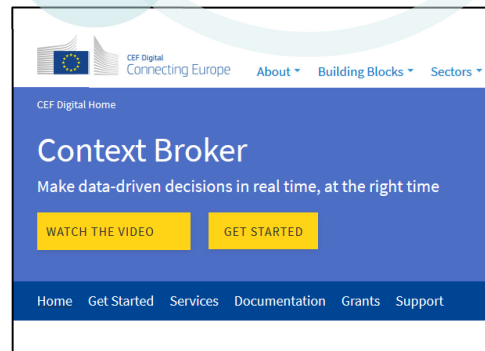 CEF Digital
Connecting Europe
About Building Blocks Sectors
CEF Digital Home
Context Broker
Make data-driven decisions in real time, at the right time
WATCH THE VIDEO GET STARTED
Home Get Started Services Documentation Grants Support